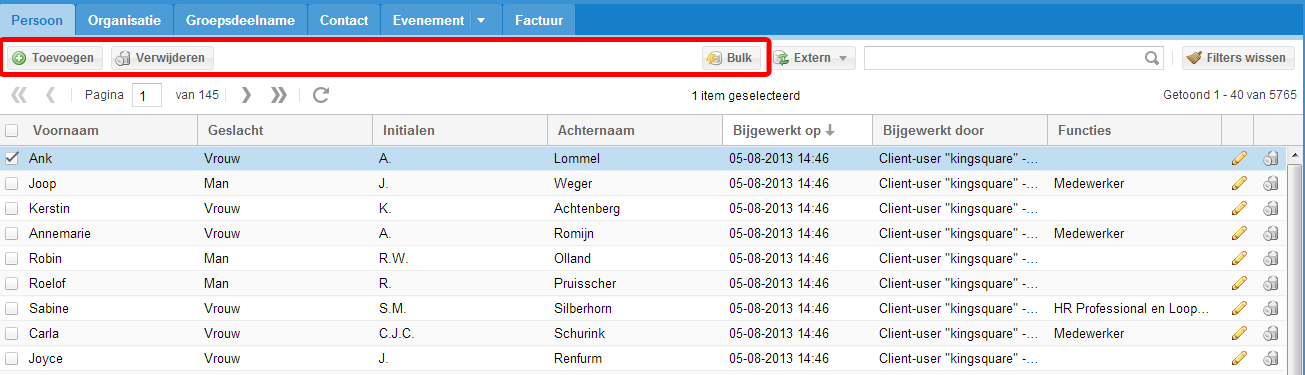 Persoon Organisatie Groepsdeelname Contact Evenement Factuur
Toevoegen Verwijderen Bulk Extern Filters wissen
Pagina 1 van 145 1 item geselecteerd Getoond 1 - 40 van 5765
Voornaam Geslacht Initialen Achternaam Bijgewerkt op Bijgewerkt door Functies
Ank Vrouw A. Lommel 05-08-2013 14:46 Client-user "kingsquare" -...
Joop Man J. Weger 05-08-2013 14:46 Client-user "kingsquare" -... Medewerker
Kerstin Vrouw K. Achtenberg 05-08-2013 14:46 Client-user "kingsquare" -...
Annemarie Vrouw A. Romijn 05-08-2013 14:46 Client-user "kingsquare" -... Medewerker
Robin Man R.W. Olland 05-08-2013 14:46 Client-user "kingsquare" -...
Roelof Man R. Pruisscher 05-08-2013 14:46 Client-user "kingsquare" -...
Sabine Vrouw S.M. Silberhorn 05-08-2013 14:46 Client-user "kingsquare" -... HR Professional en Loop...
Carla Vrouw C.J.C. Schurink 05-08-2013 14:46 Client-user "kingsquare" -... Medewerker
Joyce Vrouw J. Renfurm 05-08-2013 14:46 Client-user "kingsquare" -...